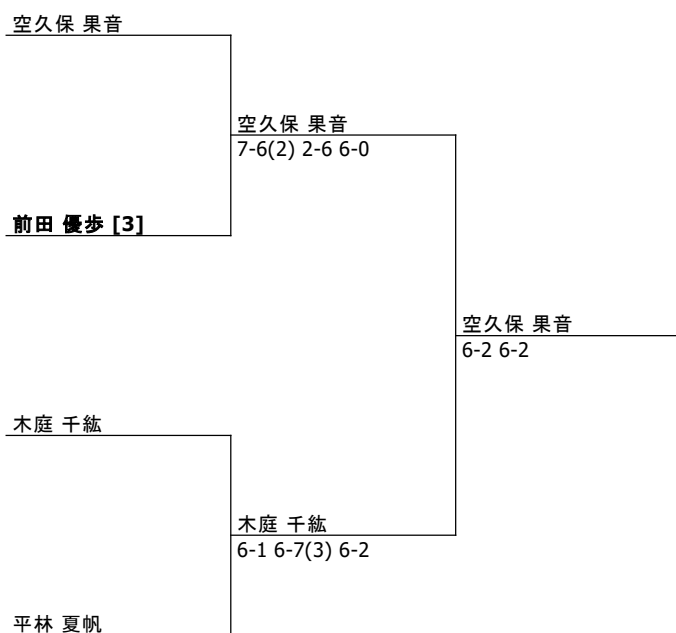 空久保 果音
空久保 果音
7-6(2) 2-6 6-0
前田 優歩 [3]
空久保 果音
6-2 6-2
木庭 千紘
木庭 千紘
6-1 6-7(3) 6-2
平林 夏帆